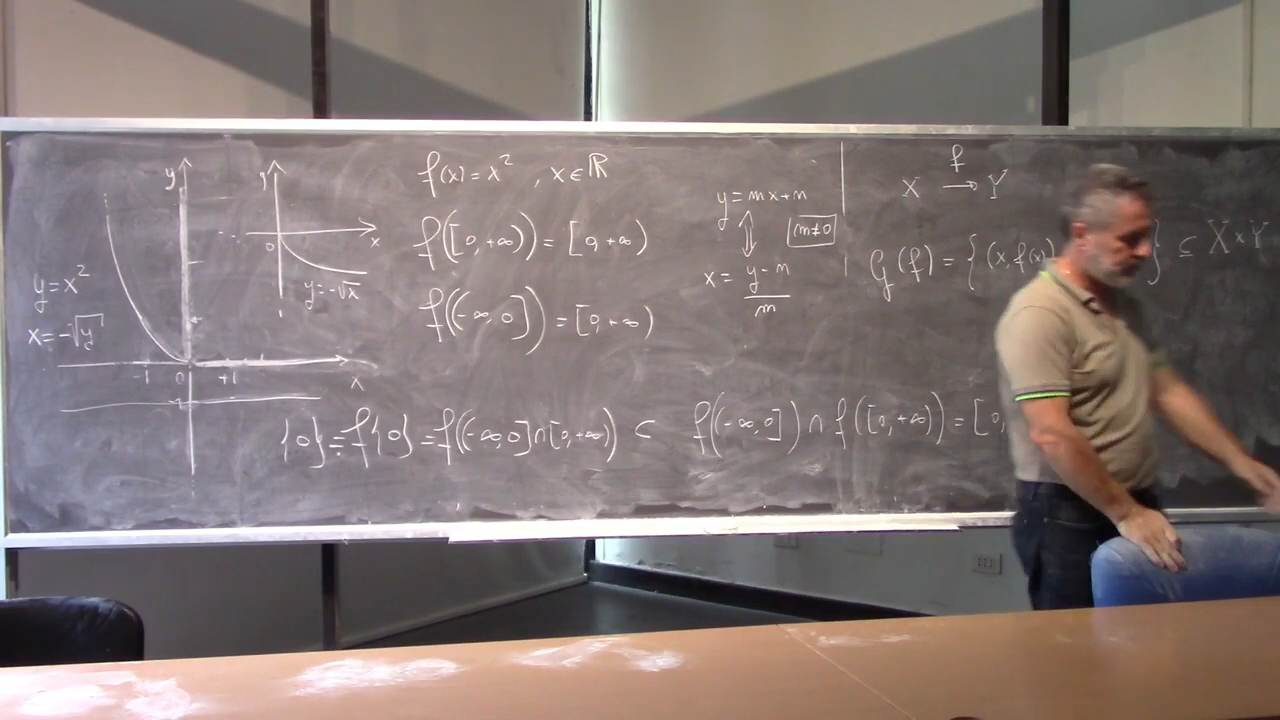 y
y = x²
x = -√y
-1 0 +1
x
y
0
x
y = -√x
f(x) = x² , x ∈ ℝ
f([0, +∞)) = [0, +∞)
f((-∞, 0]) = [0, +∞)
{0} = f{0} = f((-∞, 0] ∩ [0, +∞)) ⊂ f((-∞, 0]) ∩ f([0, +∞)) = [0,
y = mx + n
m ≠ 0
x = (y - n)/m
f
X → Y
G(f) = { (x, f(x) } ⊆ X × Y